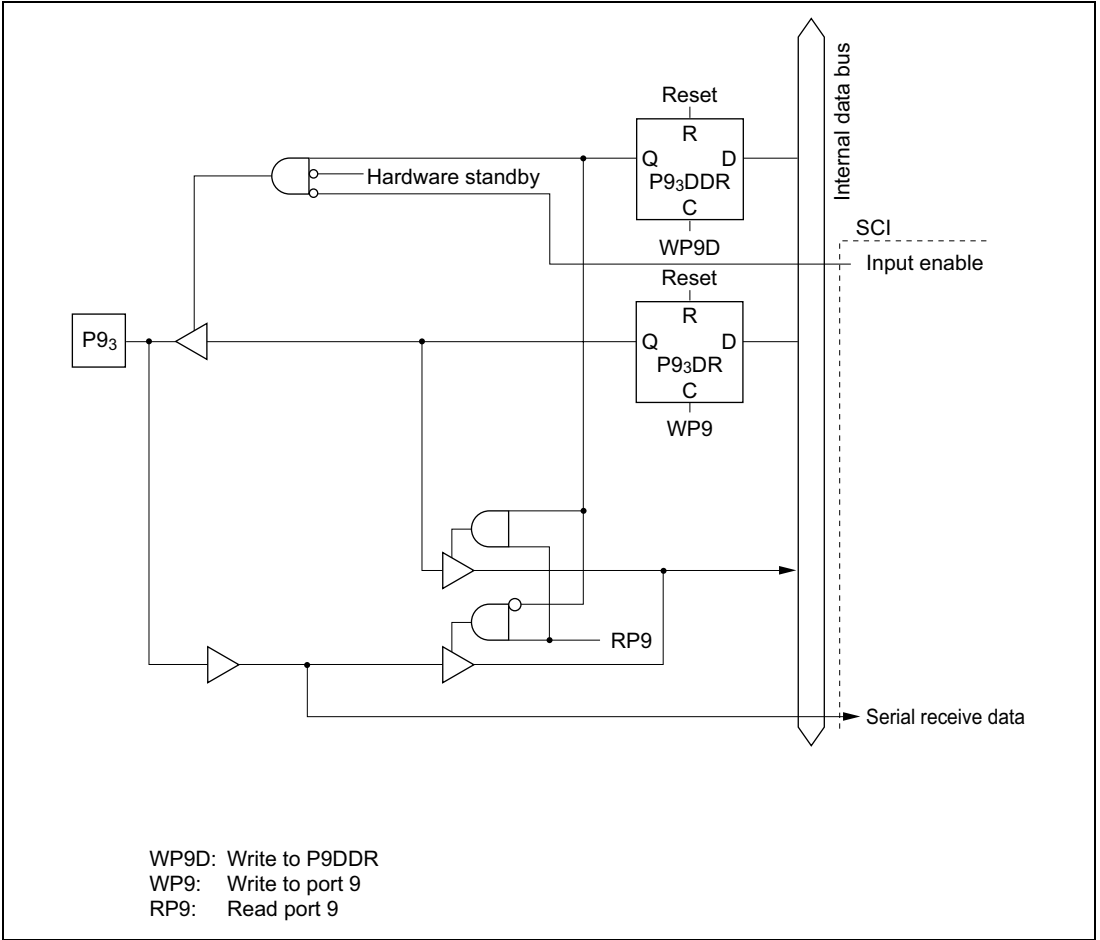 Reset
R
Q D
P93DDR
C
WP9D
Hardware standby
Internal data bus
SCI
Input enable
Reset
R
Q D
P93DR
C
WP9
P93
RP9
Serial receive data
WP9D: Write to P9DDR
WP9: Write to port 9
RP9: Read port 9